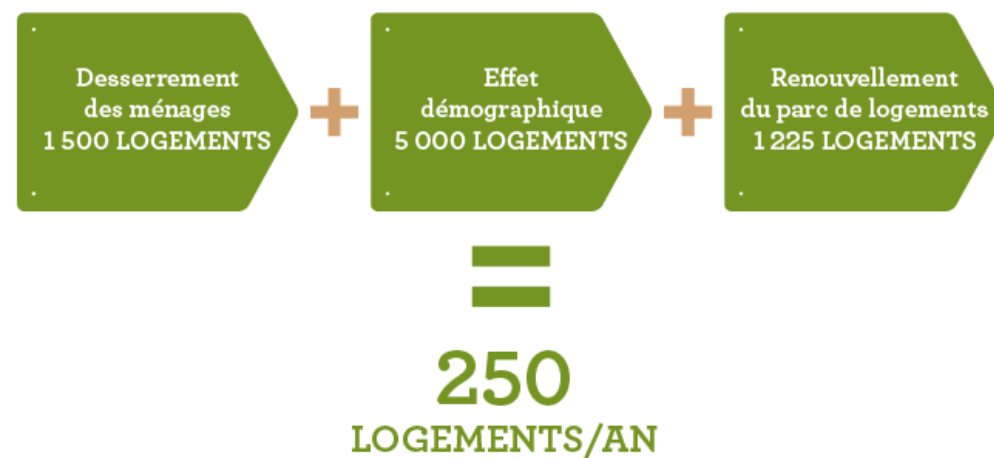 Desserrement
des ménages
1 500 LOGEMENTS
+
Effet
démographique
5 000 LOGEMENTS
+
Renouvellement
du parc de logements
1 225 LOGEMENTS
=
250
LOGEMENTS/AN